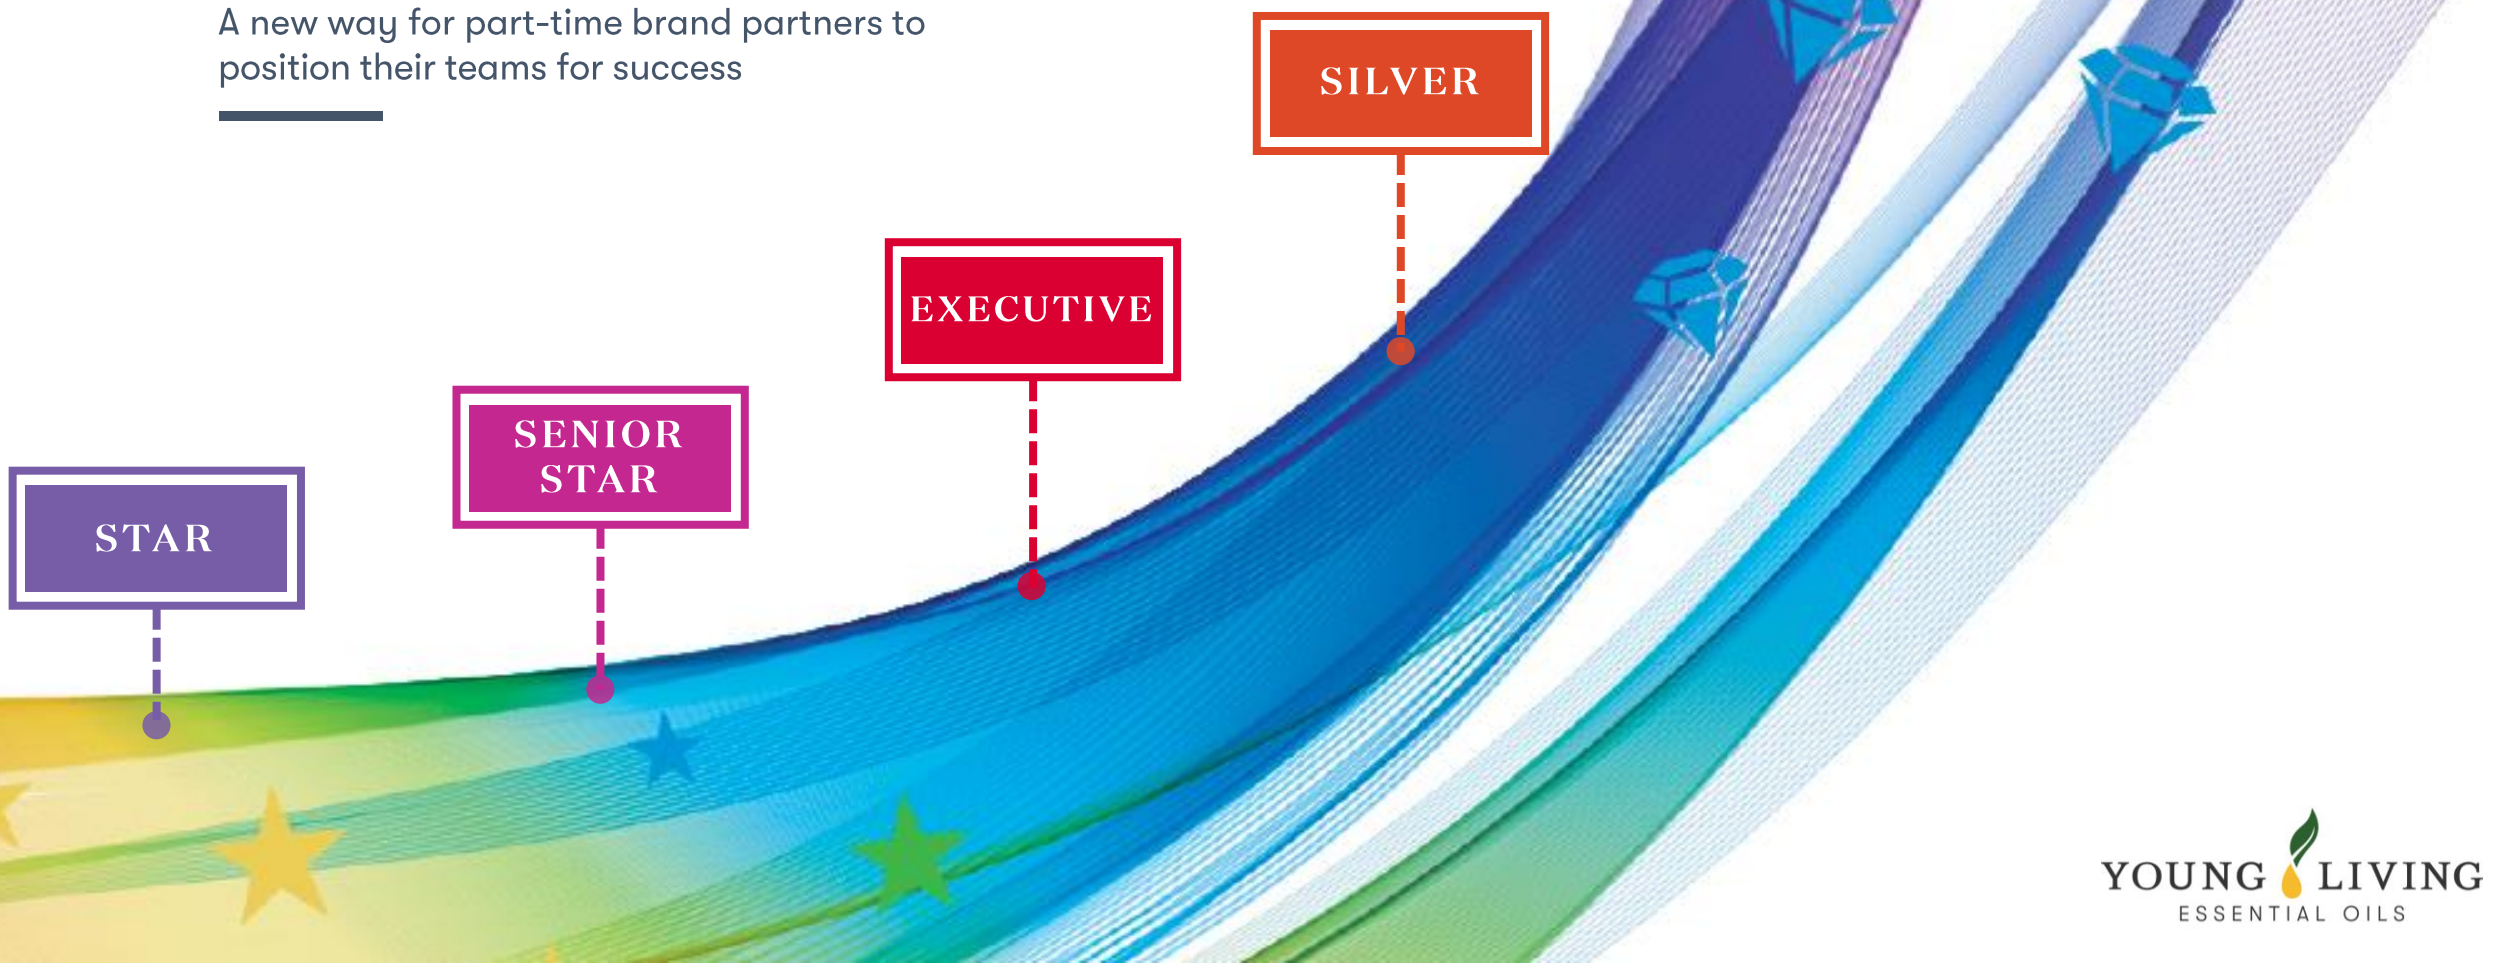 A new way for part-time brand partners to
position their teams for success
SILVER
EXECUTIVE
SENIOR
STAR
STAR
YOUNG LIVING
ESSENTIAL OILS